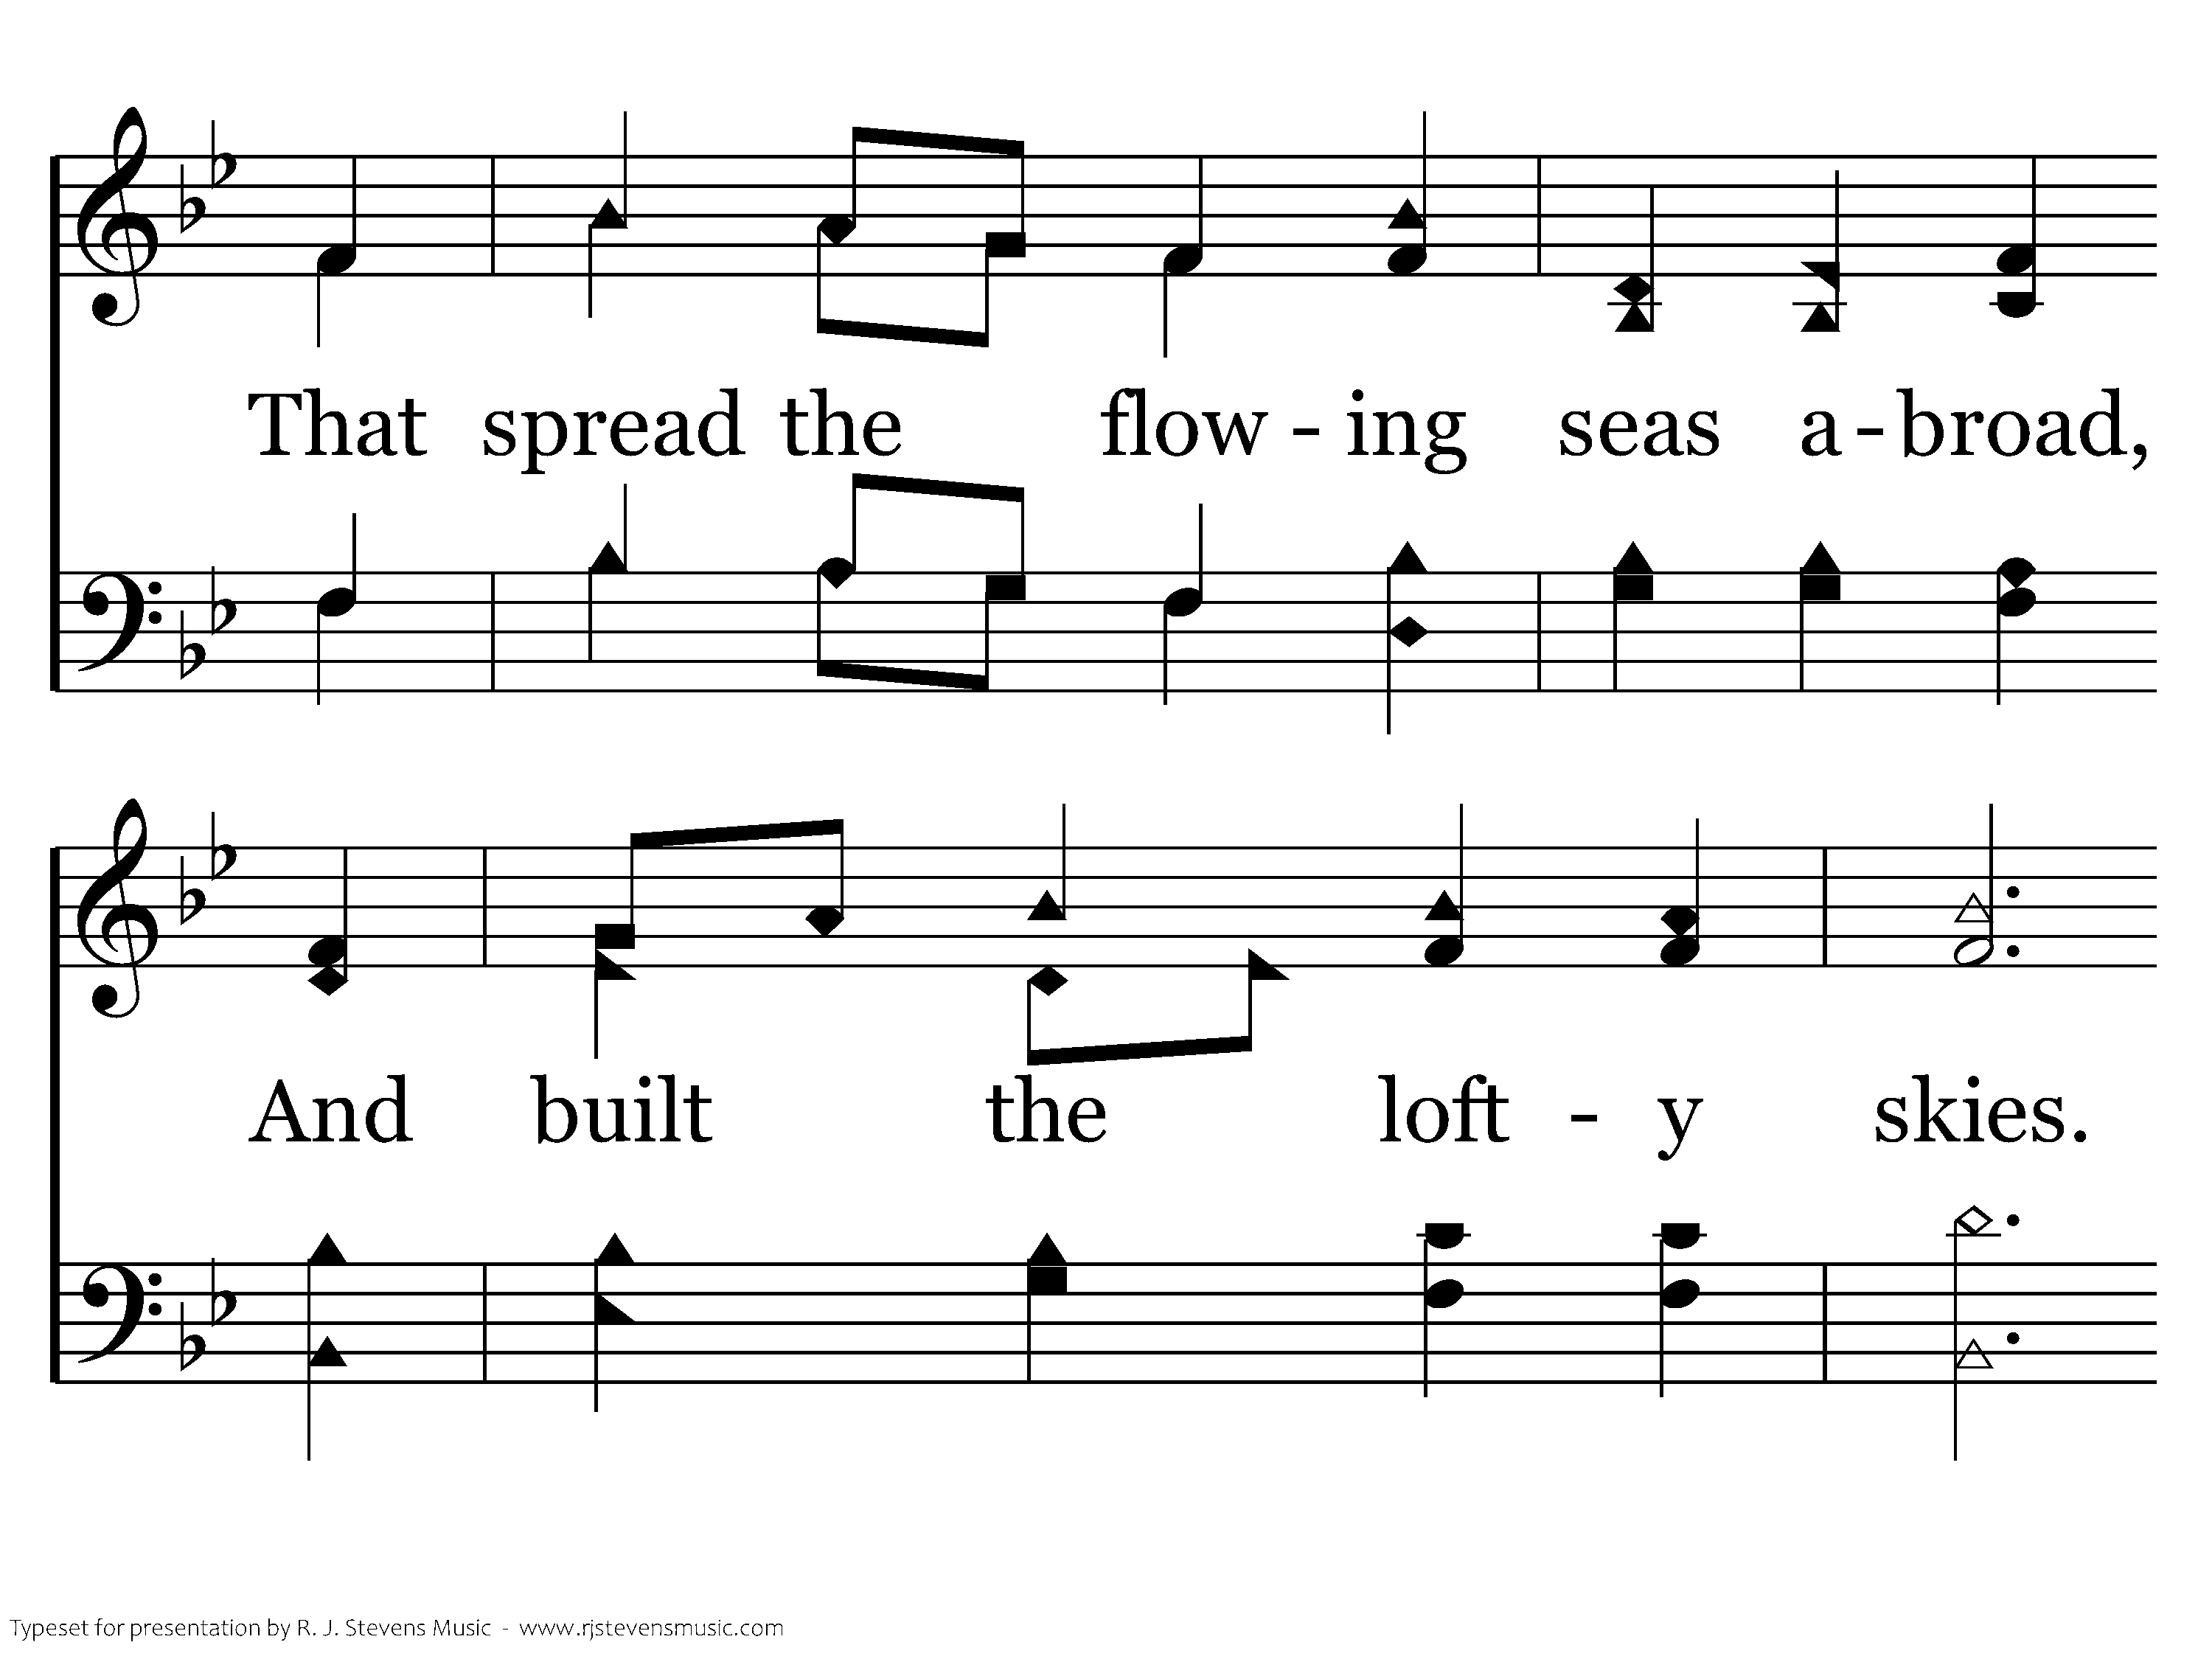 That spread the flow - ing seas a - broad,
And built the loft - y skies.
Typeset for presentation by R. J. Stevens Music - www.rjstevensmusic.com